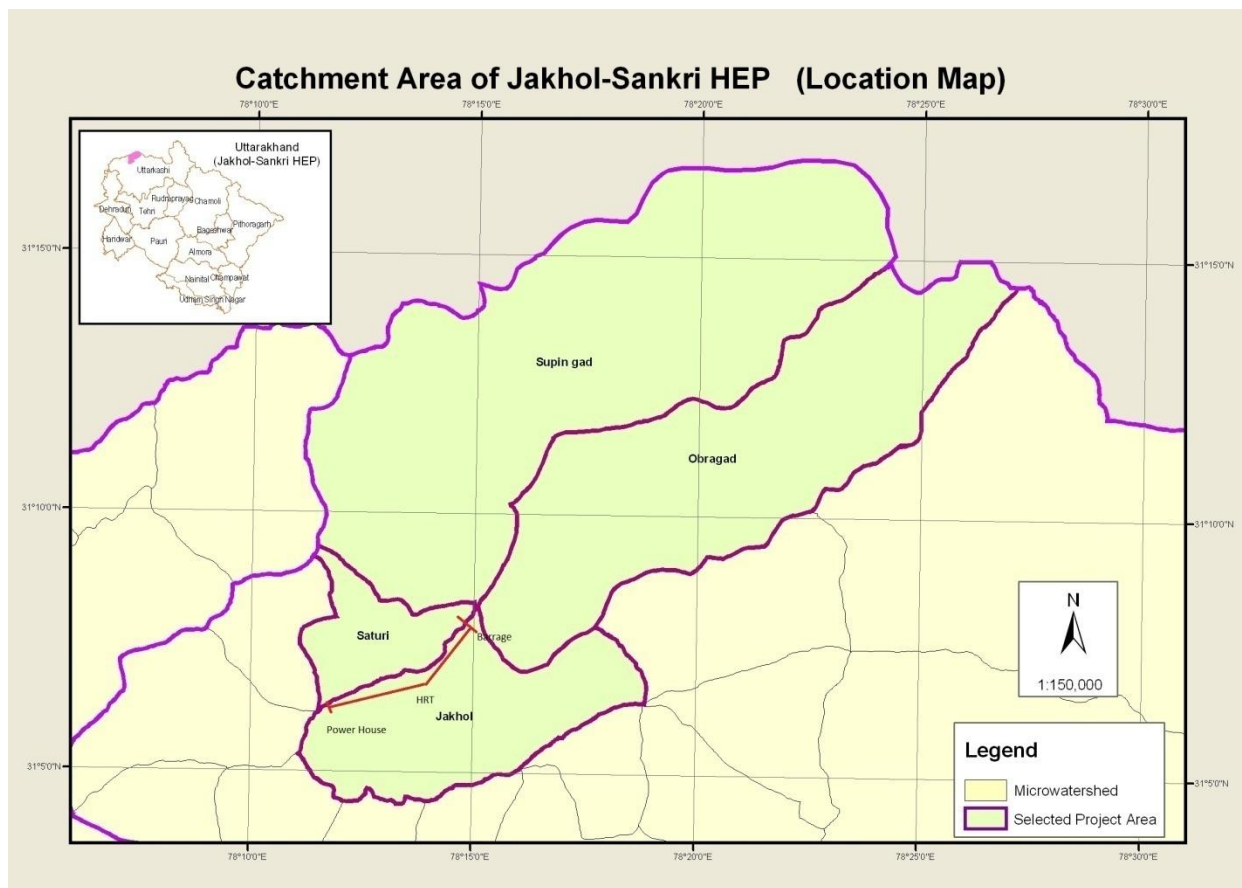 Catchment Area of Jakhol-Sankri HEP (Location Map)
78°10'0"E 78°15'0"E 78°20'0"E 78°25'0"E 78°30'0"E
Uttarakhand
(Jakhol-Sankri HEP)
Uttarkashi
Rudraprayag
Chamoli
Dehradun
Tehri
Pithoragarh
Bageshwar
Haridwar
Pauri
Almora
Nainital
Champawat
Udham Singh Nagar
31°15'0"N
31°15'0"N
Supin gad
Obragad
31°10'0"N
31°10'0"N
Saturi
Barrage
HRT
Jakhol
Power House
N
1:150,000
31°5'0"N
31°5'0"N
Legend
Microwatershed
Selected Project Area
78°10'0"E 78°15'0"E 78°20'0"E 78°25'0"E 78°30'0"E